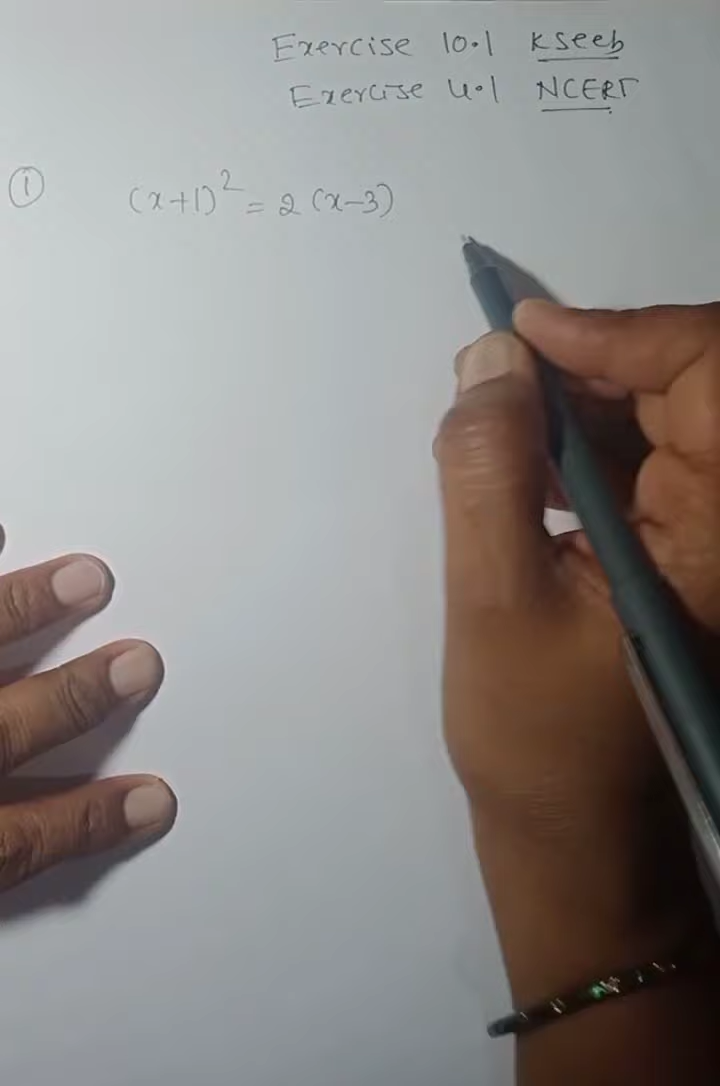 Exercise 10.1 Kseeb
Exercise 4.1 NCERT
① (x+1)² = 2(x-3)